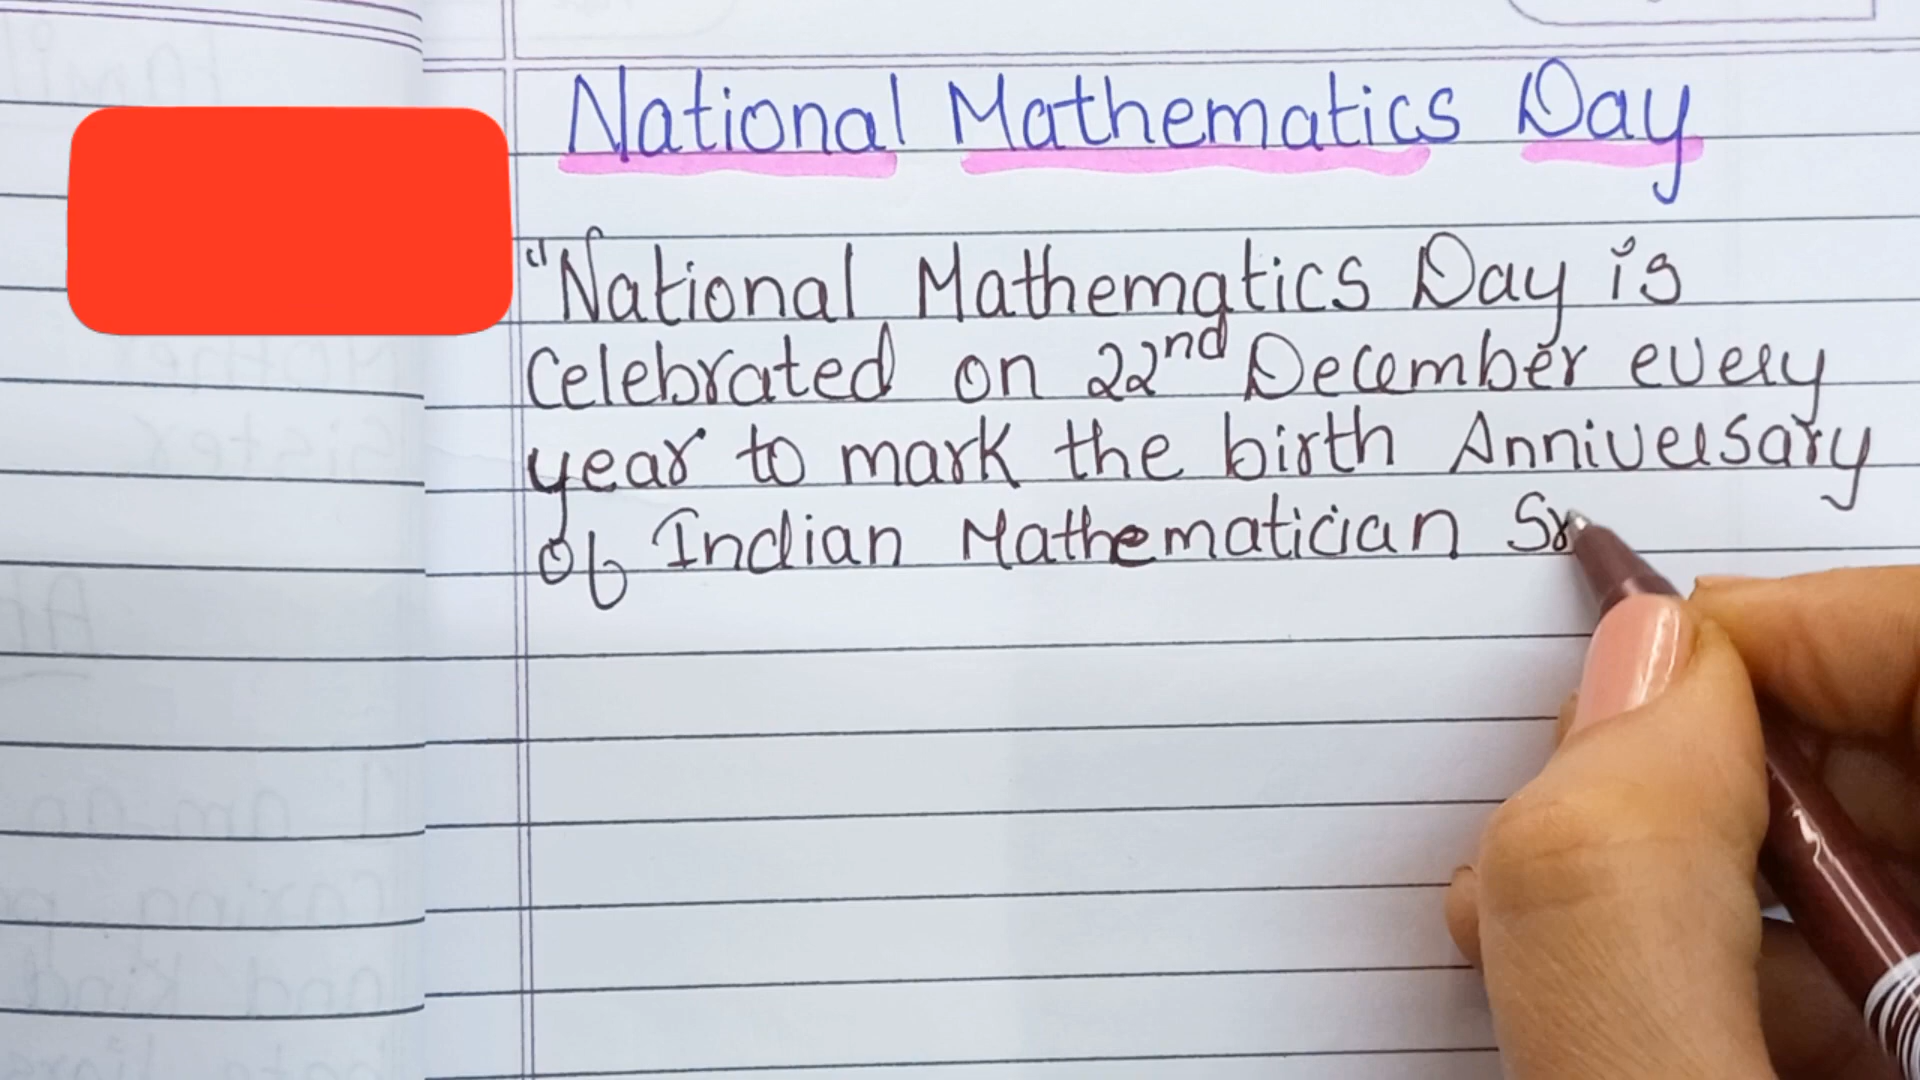 National Mathematics Day
"National Mathematics Day is
Celebrated on 22nd December every
year to mark the birth Anniversary
of Indian Mathematician Sr